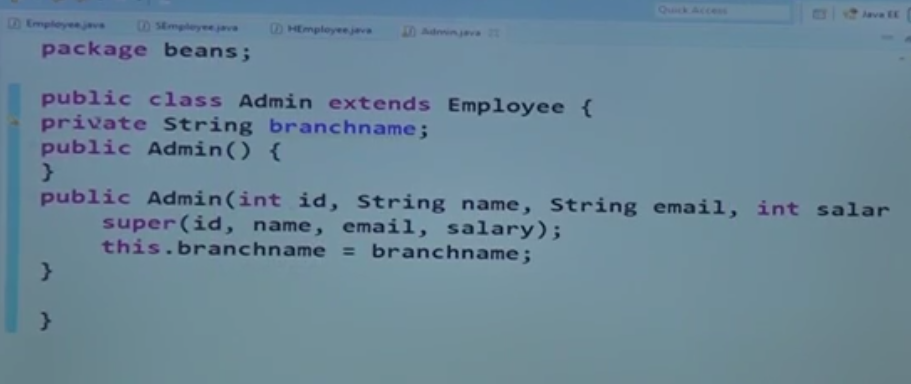 Quick Access
Java EE
Employee.java SEmployee.java HEmployee.java Admin.java
package beans;
public class Admin extends Employee {
private String branchname;
public Admin() {
}
public Admin(int id, String name, String email, int salar
super(id, name, email, salary);
this.branchname = branchname;
}
}